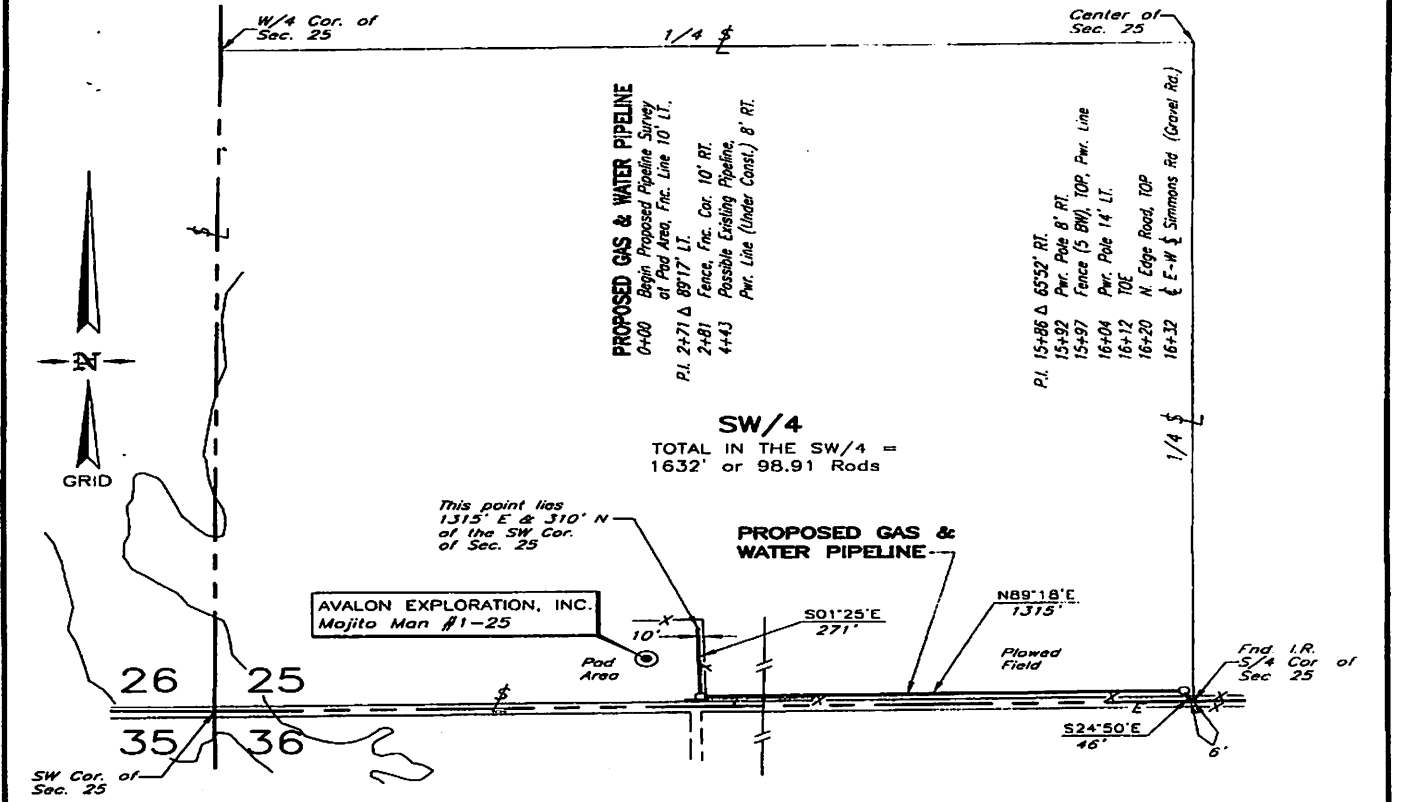 W/4 Cor. of
Sec. 25
1/4
Center of
Sec. 25
PROPOSED GAS & WATER PIPELINE
0+00 Begin Proposed Pipeline Survey
at Pad Area, Fnc. Line 10' LT.
P.I. 2+71 Δ 89°17' LT.
2+81 Fence, Fnc. Cor. 10' RT.
4+43 Possible Existing Pipeline,
Pwr. Line (Under Const.) 8' RT.
P.I. 15+86 Δ 65°52' RT.
15+92 Pwr. Pole 8' RT.
15+97 Fence (5 BW), TOP, Pwr. Line
16+04 Pwr. Pole 14' LT.
16+12 TOE
16+20 N. Edge Road, TOP
16+32 ℄ E-W Simmons Rd (Gravel Rd.)
GRID
SW/4
TOTAL IN THE SW/4 =
1632' or 98.91 Rods
1/4
This point lies
1315' E & 310' N
of the SW Cor.
of Sec. 25
PROPOSED GAS &
WATER PIPELINE
AVALON EXPLORATION, INC.
Mojito Man #1-25
10'
S01°25'E
271'
N89°18'E
1315'
Pad
Area
Plowed
Field
Fnd. I.R.
S/4 Cor of
Sec 25
26 25
35 36
E
S24°50'E
46'
6'
SW Cor. of
Sec. 25